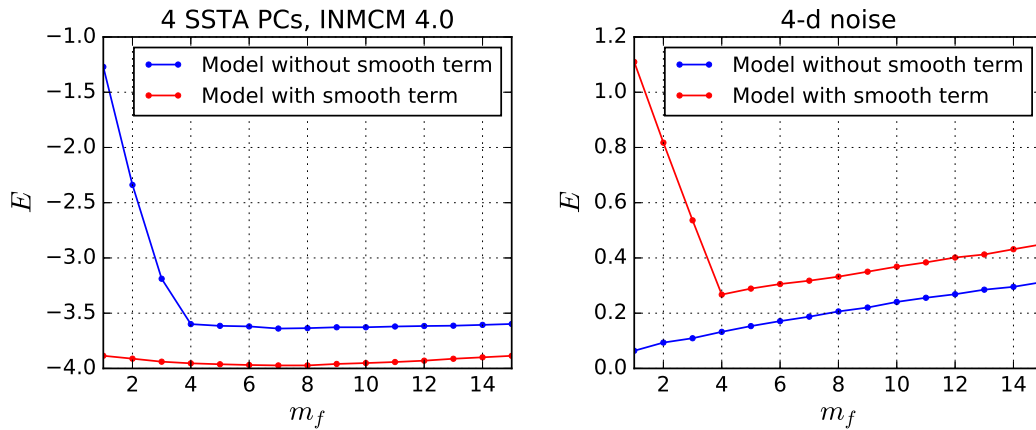 4 SSTA PCs, INMCM 4.0
−1.0
−1.5
−2.0
−2.5
−3.0
−3.5
−4.0
E
Model without smooth term
Model with smooth term
2 4 6 8 10 12 14
m_f
4-d noise
1.2
1.0
0.8
0.6
0.4
0.2
0.0
E
Model without smooth term
Model with smooth term
2 4 6 8 10 12 14
m_f